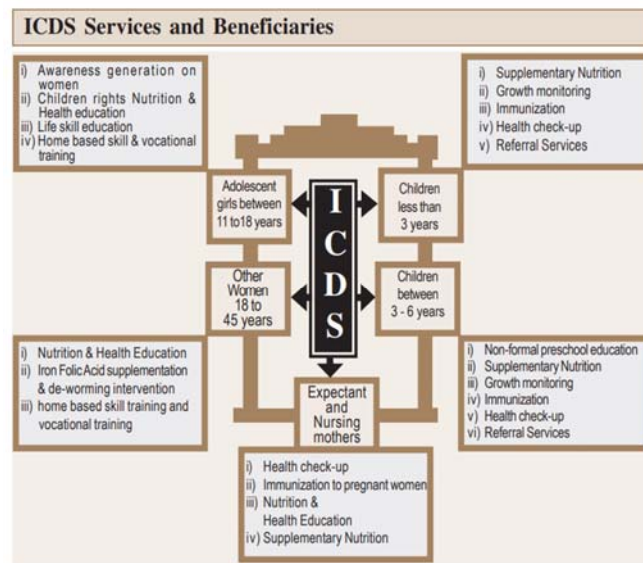 ICDS Services and Beneficiaries
i) Awareness generation on
women
ii) Children rights Nutrition &
Health education
iii) Life skill education
iv) Home based skill & vocational
training
i) Supplementary Nutrition
ii) Growth monitoring
iii) Immunization
iv) Health check-up
v) Referral Services
Adolescent
girls between
11 to18 years
I
C
D
S
Children
less than
3 years
Other
Women
18 to
45 years
Children
between
3 - 6 years
i) Nutrition & Health Education
ii) Iron Folic Acid supplementation
& de-worming intervention
iii) home based skill training and
vocational training
Expectant
and
Nursing
mothers
i) Non-formal preschool education
ii) Supplementary Nutrition
iii) Growth monitoring
iv) Immunization
v) Health check-up
vi) Referral Services
i) Health check-up
ii) Immunization to pregnant women
iii) Nutrition &
Health Education
iv) Supplementary Nutrition